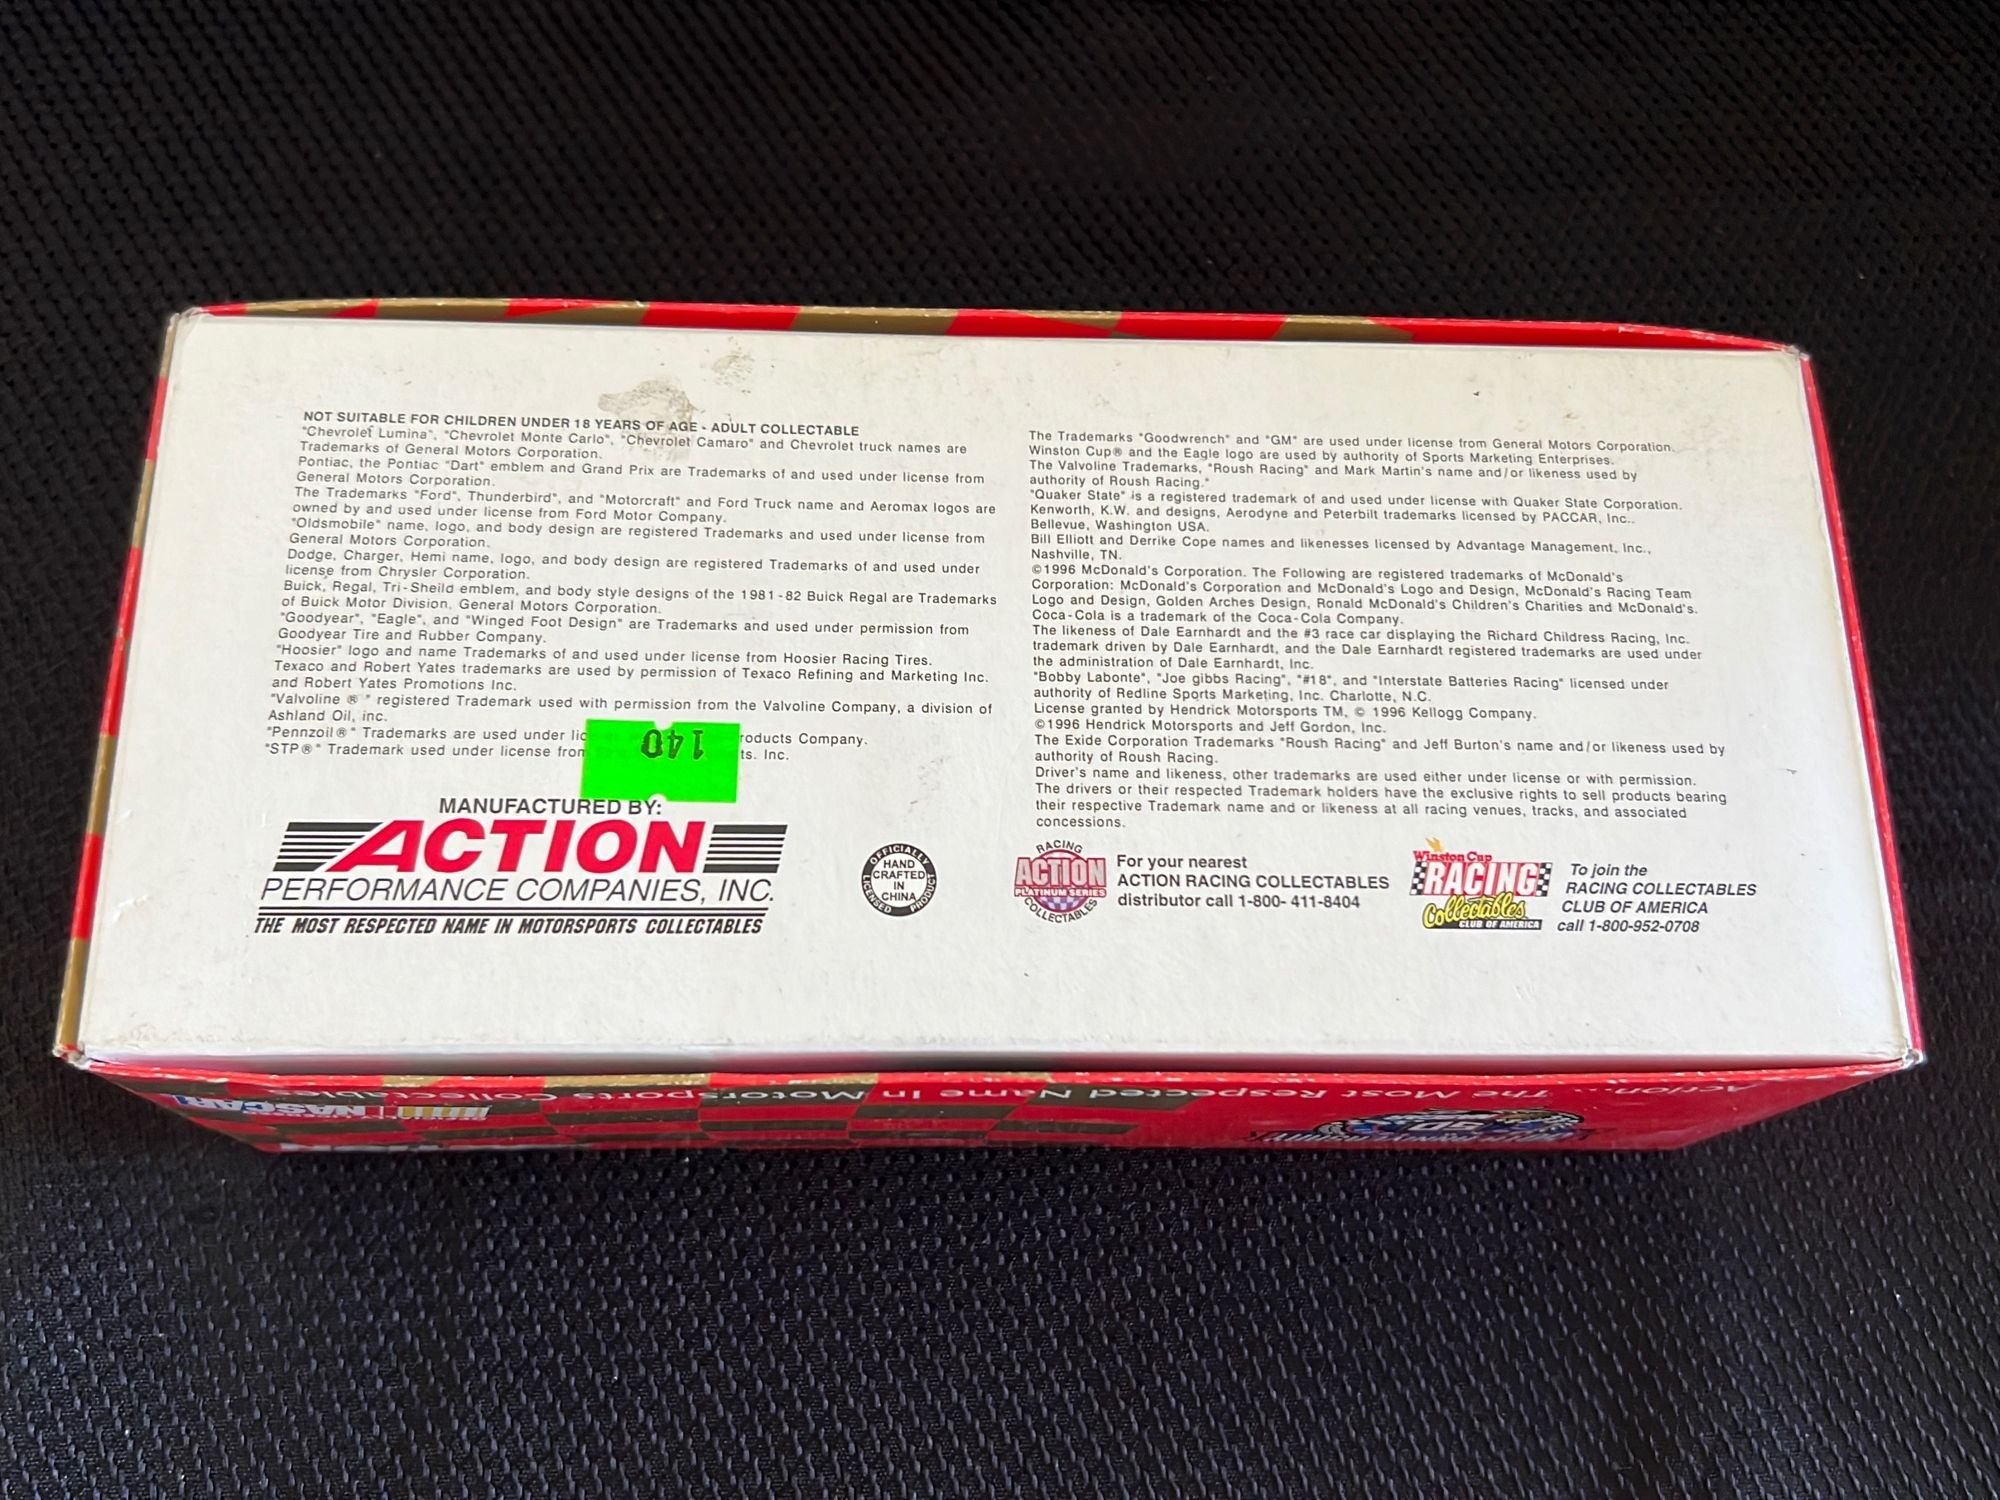 NOT SUITABLE FOR CHILDREN UNDER 18 YEARS OF AGE - ADULT COLLECTABLE
"Chevrolet Lumina", "Chevrolet Monte Carlo", "Chevrolet Camaro" and Chevrolet truck names are
Trademarks of General Motors Corporation.
Pontiac, the Pontiac "Dart" emblem and Grand Prix are Trademarks of and used under license from
General Motors Corporation.
The Trademarks "Ford", Thunderbird", and "Motorcraft" and Ford Truck name and Aeromax logos are
owned by and used under license from Ford Motor Company.
"Oldsmobile" name, logo, and body design are registered Trademarks and used under license from
General Motors Corporation.
Dodge, Charger, Hemi name, logo, and body design are registered Trademarks of and used under
license from Chrysler Corporation.
Buick, Regal, Tri-Sheild emblem, and body style designs of the 1981-82 Buick Regal are Trademarks
of Buick Motor Division, General Motors Corporation.
"Goodyear", "Eagle", and "Winged Foot Design" are Trademarks and used under permission from
Goodyear Tire and Rubber Company.
"Hoosier" logo and name Trademarks of and used under license from Hoosier Racing Tires.
Texaco and Robert Yates trademarks are used by permission of Texaco Refining and Marketing Inc.
and Robert Yates Promotions Inc.
"Valvoline ® " registered Trademark used with permission from the Valvoline Company, a division of
Ashland Oil, inc.
"Pennzoil®" Trademarks are used under lic roducts Company.
"STP®" Trademark used under license from ts. Inc.
140
MANUFACTURED BY:
ACTION
PERFORMANCE COMPANIES, INC.
THE MOST RESPECTED NAME IN MOTORSPORTS COLLECTABLES
OFFICIALLY LICENSED PRODUCT
HAND
CRAFTED
IN
CHINA
The Trademarks "Goodwrench" and "GM" are used under license from General Motors Corporation.
Winston Cup® and the Eagle logo are used by authority of Sports Marketing Enterprises.
The Valvoline Trademarks, "Roush Racing" and Mark Martin's name and/or likeness used by
authority of Roush Racing."
"Quaker State" is a registered trademark of and used under license with Quaker State Corporation.
Kenworth, K.W. and designs, Aerodyne and Peterbilt trademarks licensed by PACCAR, Inc..
Bellevue, Washington USA.
Bill Elliott and Derrike Cope names and likenesses licensed by Advantage Management, Inc.,
Nashville, TN.
©1996 McDonald's Corporation. The Following are registered trademarks of McDonald's
Corporation: McDonald's Corporation and McDonald's Logo and Design, McDonald's Racing Team
Logo and Design, Golden Arches Design, Ronald McDonald's Children's Charities and McDonald's.
Coca-Cola is a trademark of the Coca-Cola Company.
The likeness of Dale Earnhardt and the #3 race car displaying the Richard Childress Racing, Inc.
trademark driven by Dale Earnhardt, and the Dale Earnhardt registered trademarks are used under
the administration of Dale Earnhardt, Inc.
"Bobby Labonte", "Joe gibbs Racing", "#18", and "Interstate Batteries Racing" licensed under
authority of Redline Sports Marketing, Inc. Charlotte, N.C.
License granted by Hendrick Motorsports TM, © 1996 Kellogg Company.
©1996 Hendrick Motorsports and Jeff Gordon, Inc.
The Exide Corporation Trademarks "Roush Racing" and Jeff Burton's name and/or likeness used by
authority of Roush Racing.
Driver's name and likeness, other trademarks are used either under license or with permission.
The drivers or their respected Trademark holders have the exclusive rights to sell products bearing
their respective Trademark name and or likeness at all racing venues, tracks, and associated
concessions.
RACING
ACTION
PLATINUM SERIES
COLLECTABLES
For your nearest
ACTION RACING COLLECTABLES
distributor call 1-800- 411-8404
Winston Cup
RACING
Collectables
CLUB OF AMERICA
To join the
RACING COLLECTABLES
CLUB OF AMERICA
call 1-800-952-0708
Action... The Most Respected Name In Motorsports Collectables
NASCAR
50